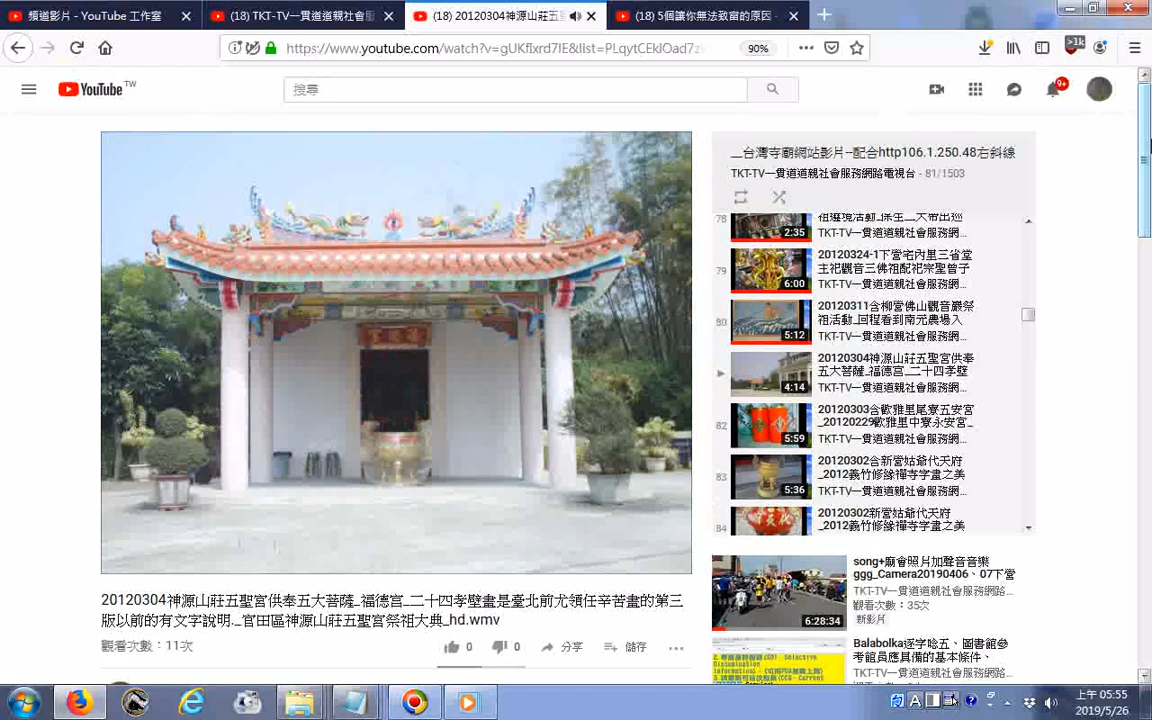 頻道影片 - YouTube 工作室
(18) TKT-TV一貫道道親社會服
(18) 20120304神源山莊五聖
(18) 5個讓你無法致富的原因 -
https://www.youtube.com/watch?v=gUKflxrd7IE&list=PLqytCEklOad7z
90%
>1k
YouTube TW
搜尋
9+
__台灣寺廟網站影片--配合http106.1.250.48右斜線
TKT-TV一貫道道親社會服務網路電視台 - 81/1503
78
祖遶境活動_保生二大帝出巡
TKT-TV一貫道道親社會服務網...
2:35
79
20120324-1下營宅內里三省堂
主祀觀音三佛祖配祀宗聖曾子
TKT-TV一貫道道親社會服務網...
6:00
80
20120311含柳營佛山觀音巖祭
祖活動_回程看到南元農場入
TKT-TV一貫道道親社會服務網...
5:12
20120304神源山莊五聖宮供奉
五大菩薩_福德宮_二十四孝壁
TKT-TV一貫道道親社會服務網...
4:14
82
20120303含歡雅里尾寮五安宮
_20120229歡雅里中寮永安宮_
TKT-TV一貫道道親社會服務網...
5:59
83
20120302含新營姑爺代天府
_2012義竹修緣禪寺字畫之美
TKT-TV一貫道道親社會服務網...
5:36
84
20120302新營姑爺代天府
_2012義竹修緣禪寺字畫之美
20120304神源山莊五聖宮供奉五大菩薩_福德宮_二十四孝壁畫是臺北前尤領任辛苦畫的第三
版以前的有文字說明._官田區神源山莊五聖宮祭祖大典_hd.wmv
觀看次數：11次
0
0
分享
儲存
song+廟會照片加聲音音樂
ggg_Camera20190406、07下營
TKT-TV一貫道道親社會服務網...
觀看次數：35次
新影片
6:28:34
Balabolka逐字唸五、圖書館參
考館員應具備的基本條件、
TKT-TV一貫道道親社會服務網...
上午 05:55
2019/5/26